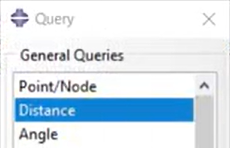 Query
General Queries
Point/Node
Distance
Angle